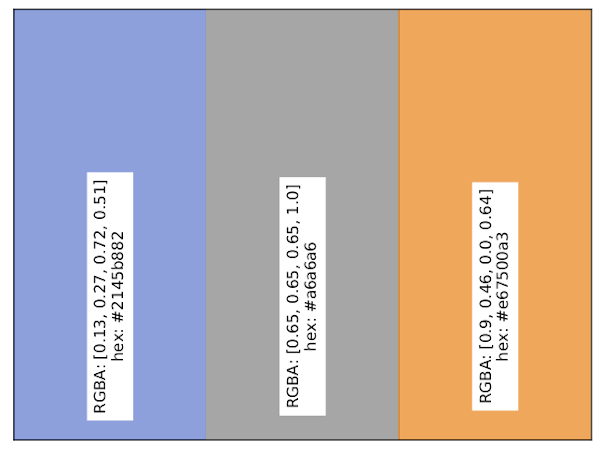 RGBA: [0.13, 0.27, 0.72, 0.51]
hex: #2145b882
RGBA: [0.65, 0.65, 0.65, 1.0]
hex: #a6a6a6
RGBA: [0.9, 0.46, 0.0, 0.64]
hex: #e67500a3